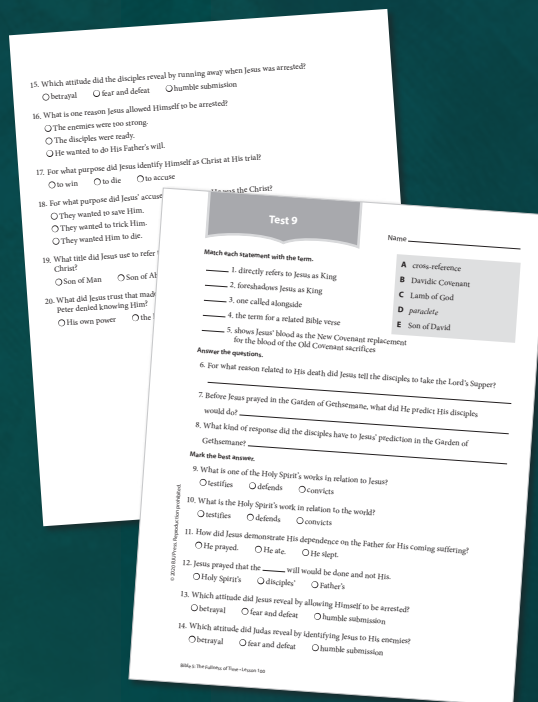 15. Which attitude did the disciples reveal by running away when Jesus was arrested?
betrayal fear and defeat humble submission
16. What is one reason Jesus allowed Himself to be arrested?
The enemies were too strong.
The disciples were ready.
He wanted to do His Father's will.
17. For what purpose did Jesus identify Himself as Christ at His trial?
to win to die to accuse
18. For what purpose did Jesus' accuse was the Christ?
They wanted to save Him.
They wanted to trick Him.
They wanted Him to die.
19. What title did Jesus use to refer
Christ?
Son of Man Son of Ab
20. What did Jesus trust that mad
Peter denied knowing Him?
His own power the
Test 9
Name
Match each statement with the term.
1. directly refers to Jesus as King
2. foreshadows Jesus as King
3. one called alongside
4. the term for a related Bible verse
5. shows Jesus' blood as the New Covenant replacement
for the blood of the Old Covenant sacrifices
A cross-reference
B Davidic Covenant
C Lamb of God
D paraclete
E Son of David
Answer the questions.
6. For what reason related to His death did Jesus tell the disciples to take the Lord's Supper?
7. Before Jesus prayed in the Garden of Gethsemane, what did He predict His disciples
would do?
8. What kind of response did the disciples have to Jesus' prediction in the Garden of
Gethsemane?
Mark the best answer.
9. What is one of the Holy Spirit's works in relation to Jesus?
testifies defends convicts
10. What is the Holy Spirit's work in relation to the world?
testifies defends convicts
11. How did Jesus demonstrate His dependence on the Father for His coming suffering?
He prayed. He ate. He slept.
12. Jesus prayed that the _____ will would be done and not His.
Holy Spirit's disciples' Father's
13. Which attitude did Jesus reveal by allowing Himself to be arrested?
betrayal fear and defeat humble submission
14. Which attitude did Judas reveal by identifying Jesus to His enemies?
betrayal fear and defeat humble submission
© 2020 BJU Press. Reproduction prohibited.
Bible 5: The Fullness of Time • Lesson 100